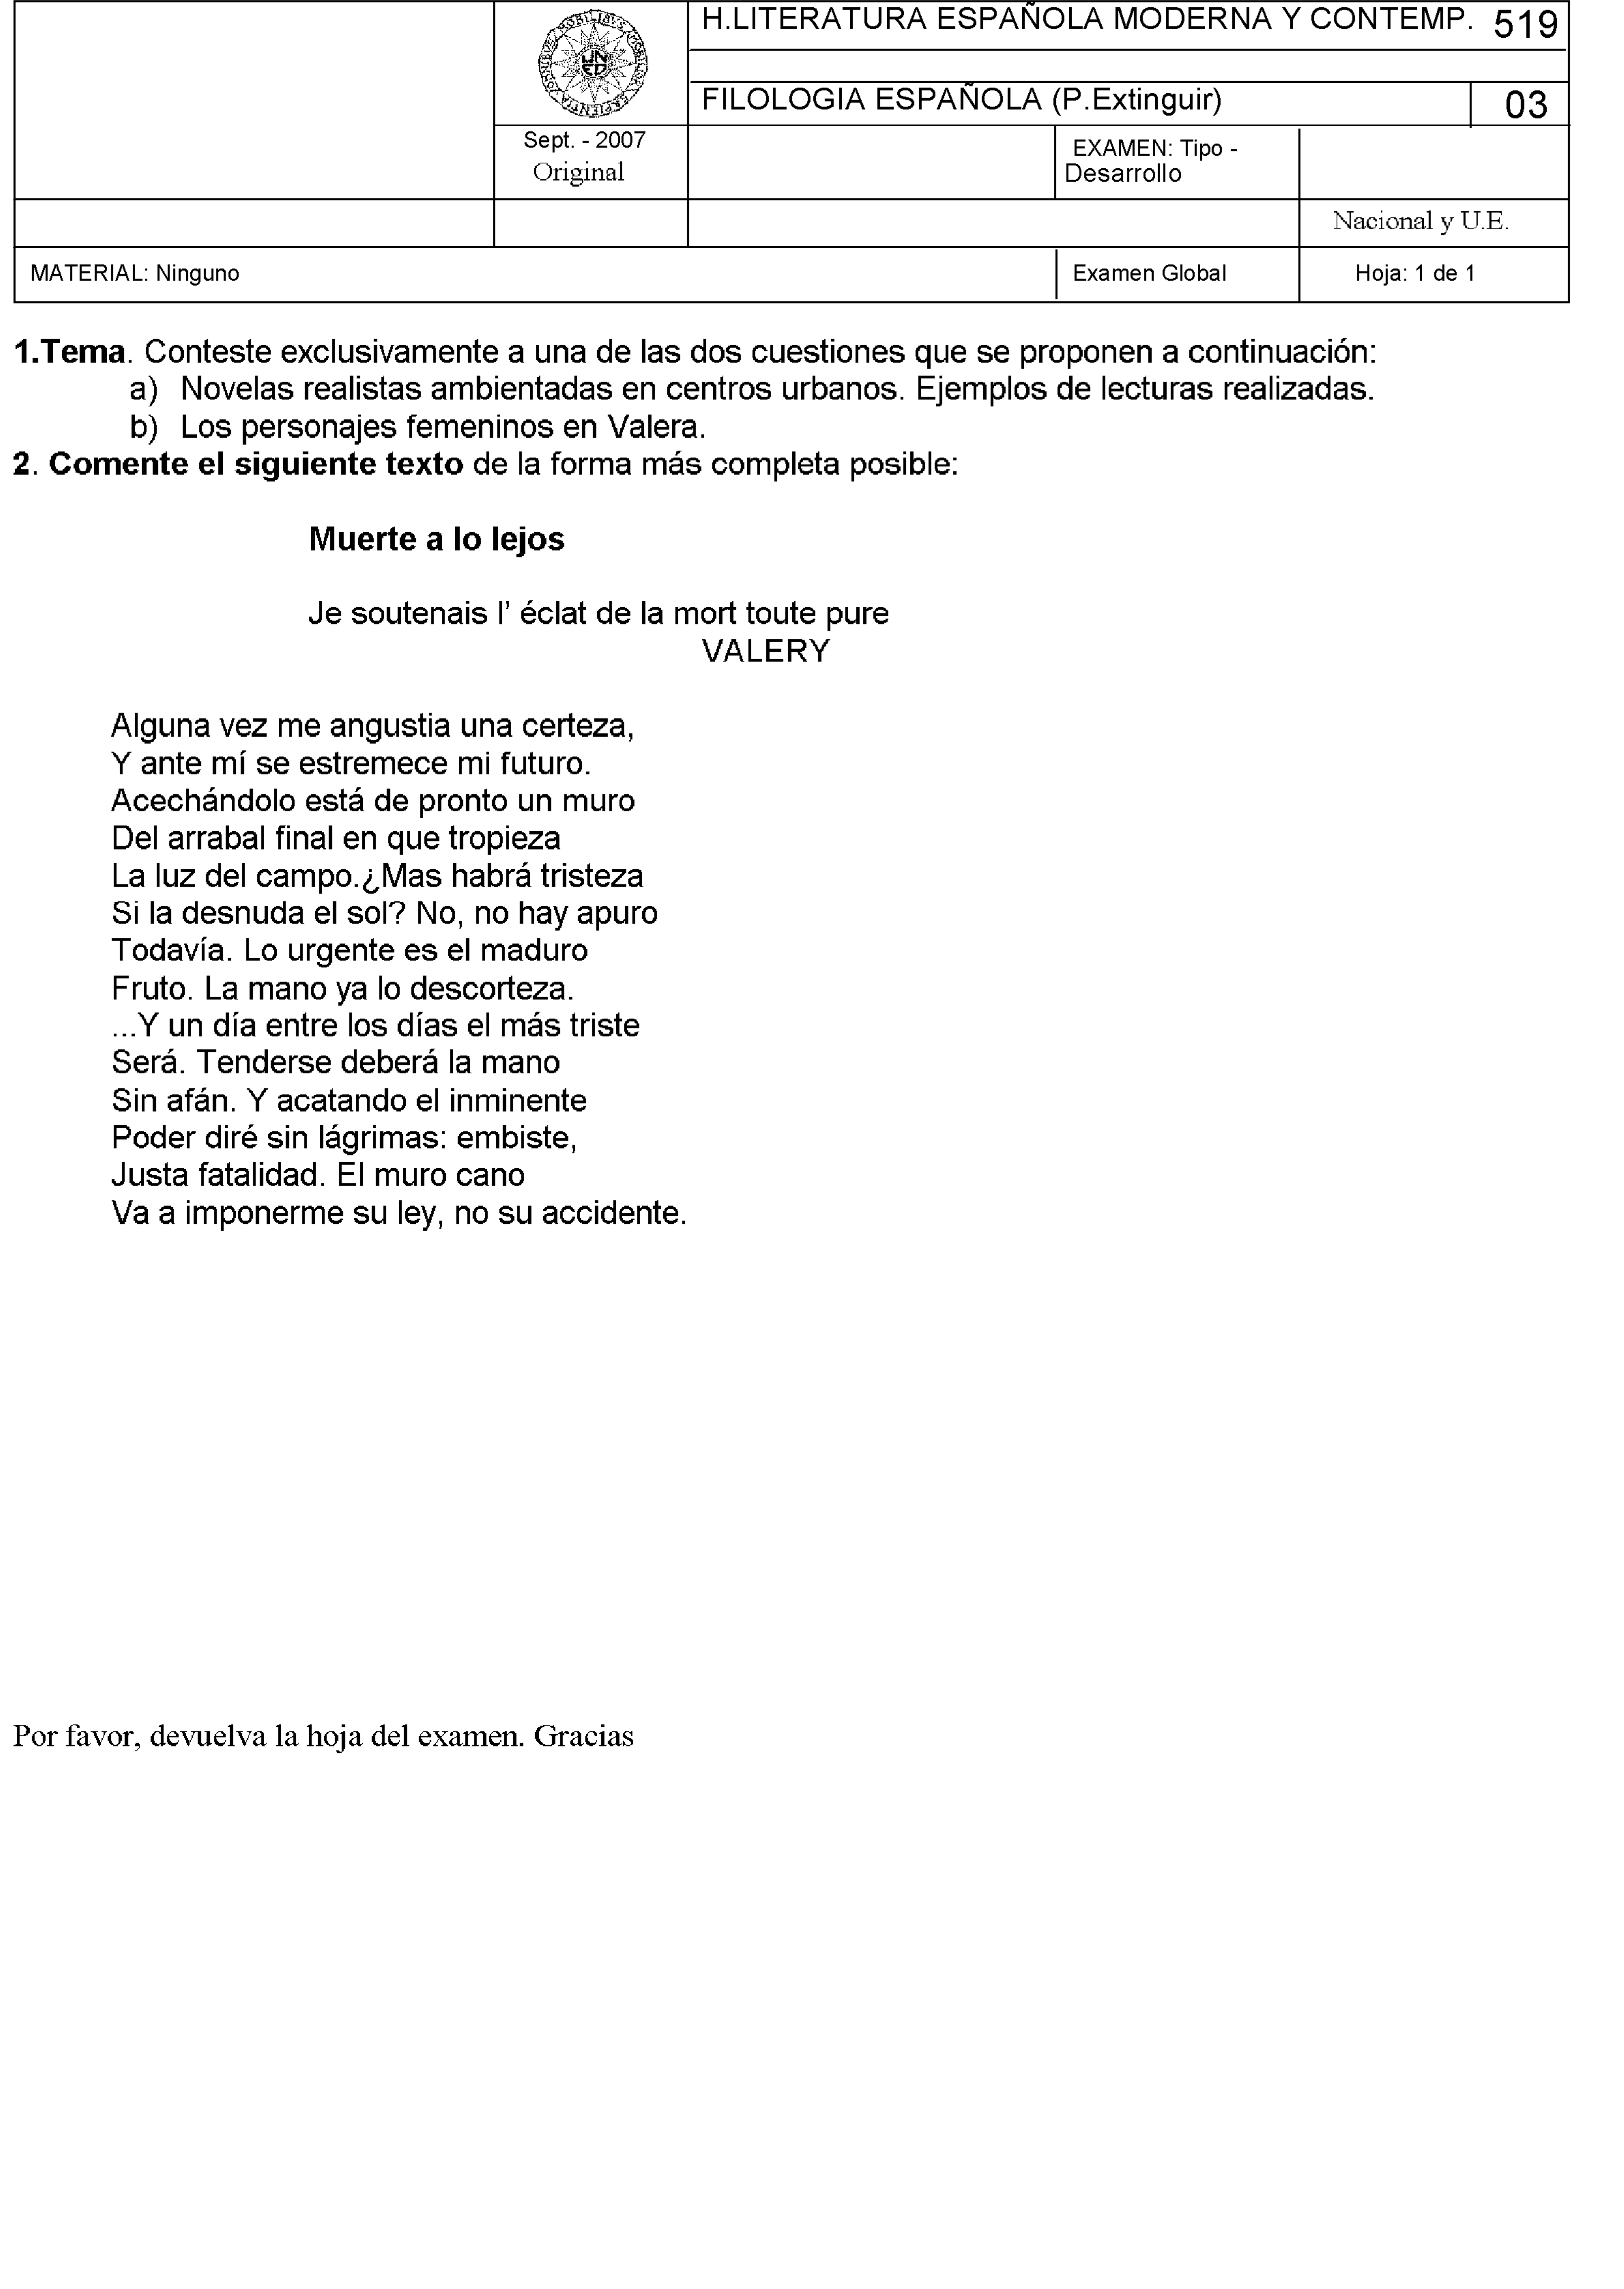 H.LITERATURA ESPAÑOLA MODERNA Y CONTEMP. 519
FILOLOGIA ESPAÑOLA (P.Extinguir) 03
Sept. - 2007
Original
EXAMEN: Tipo -
Desarrollo
Nacional y U.E.
MATERIAL: Ninguno
Examen Global
Hoja: 1 de 1
1.Tema. Conteste exclusivamente a una de las dos cuestiones que se proponen a continuación:
a) Novelas realistas ambientadas en centros urbanos. Ejemplos de lecturas realizadas.
b) Los personajes femeninos en Valera.
2. Comente el siguiente texto de la forma más completa posible:
Muerte a lo lejos
Je soutenais l’ éclat de la mort toute pure
VALERY
Alguna vez me angustia una certeza,
Y ante mí se estremece mi futuro.
Acechándolo está de pronto un muro
Del arrabal final en que tropieza
La luz del campo.¿Mas habrá tristeza
Si la desnuda el sol? No, no hay apuro
Todavía. Lo urgente es el maduro
Fruto. La mano ya lo descorteza.
...Y un día entre los días el más triste
Será. Tenderse deberá la mano
Sin afán. Y acatando el inminente
Poder diré sin lágrimas: embiste,
Justa fatalidad. El muro cano
Va a imponerme su ley, no su accidente.
Por favor, devuelva la hoja del examen. Gracias